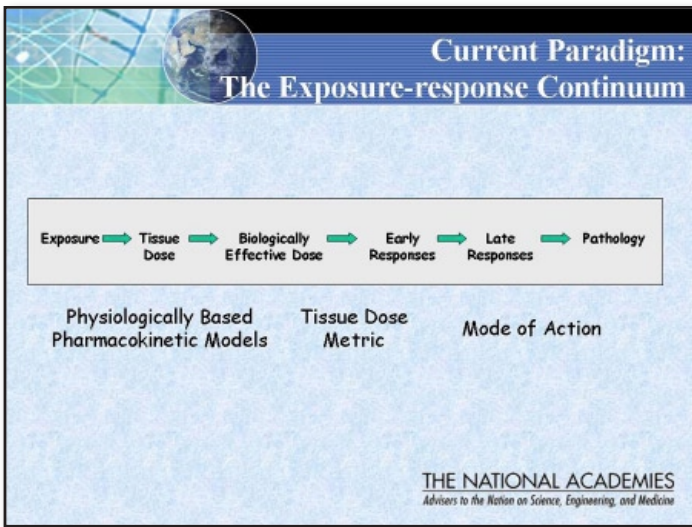 Current Paradigm:
The Exposure-response Continuum
Exposure
Tissue
Dose
Biologically
Effective Dose
Early
Responses
Late
Responses
Pathology
Physiologically Based
Pharmacokinetic Models
Tissue Dose
Metric
Mode of Action
THE NATIONAL ACADEMIES
Advisers to the Nation on Science, Engineering, and Medicine